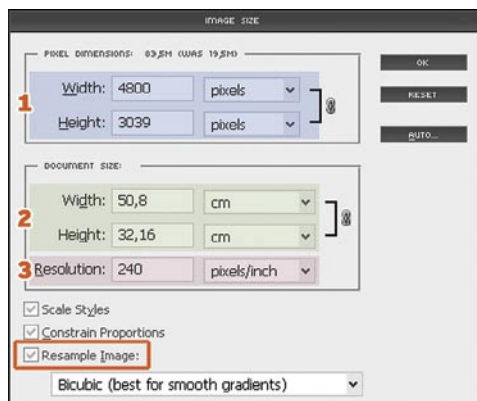 IMAGE SIZE
PIXEL DIMENSIONS: 83,5M (WAS 19,5M)
OK
1
Width: 4800 pixels
RESET
Height: 3039 pixels
AUTO...
DOCUMENT SIZE:
2
Width: 50,8 cm
Height: 32,16 cm
3 Resolution: 240 pixels/inch
Scale Styles
Constrain Proportions
Resample Image:
Bicubic (best for smooth gradients)